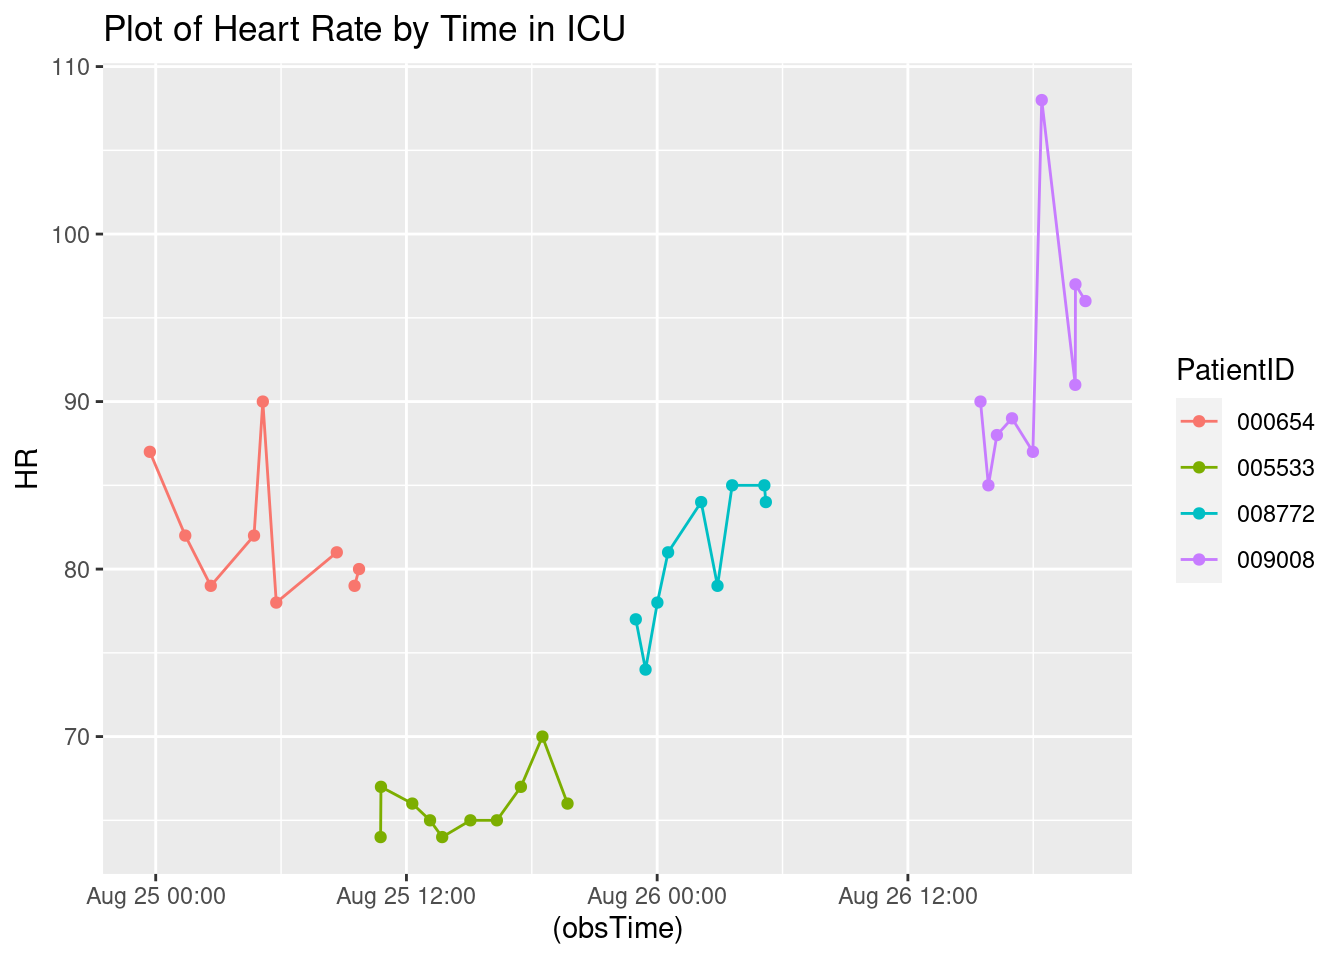 Plot of Heart Rate by Time in ICU
110
100
90
80
70
HR
Aug 25 00:00
Aug 25 12:00
Aug 26 00:00
Aug 26 12:00
(obsTime)
PatientID
000654
005533
008772
009008